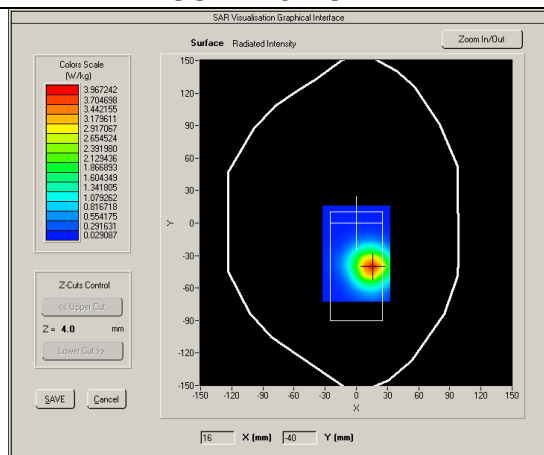 SAR Visualisation Graphical Interface
Surface Radiated Intensity
Zoom In/Out
Colors Scale
(W/kg)
3.967242
3.704698
3.442155
3.179611
2.917067
2.654524
2.391980
2.129436
1.866893
1.604349
1.341805
1.079262
0.816718
0.554175
0.291631
0.029087
Z-Cuts Control
<< Upper Cut
Z = 4.0 mm
Lower Cut >>
SAVE Cancel
150-
120-
90-
60-
30-
0-
-30-
-60-
-90-
-120-
-150-
Y
-150 -120 -90 -60 -30 0 30 60 90 120 150
X
16 X (mm) -40 Y (mm)